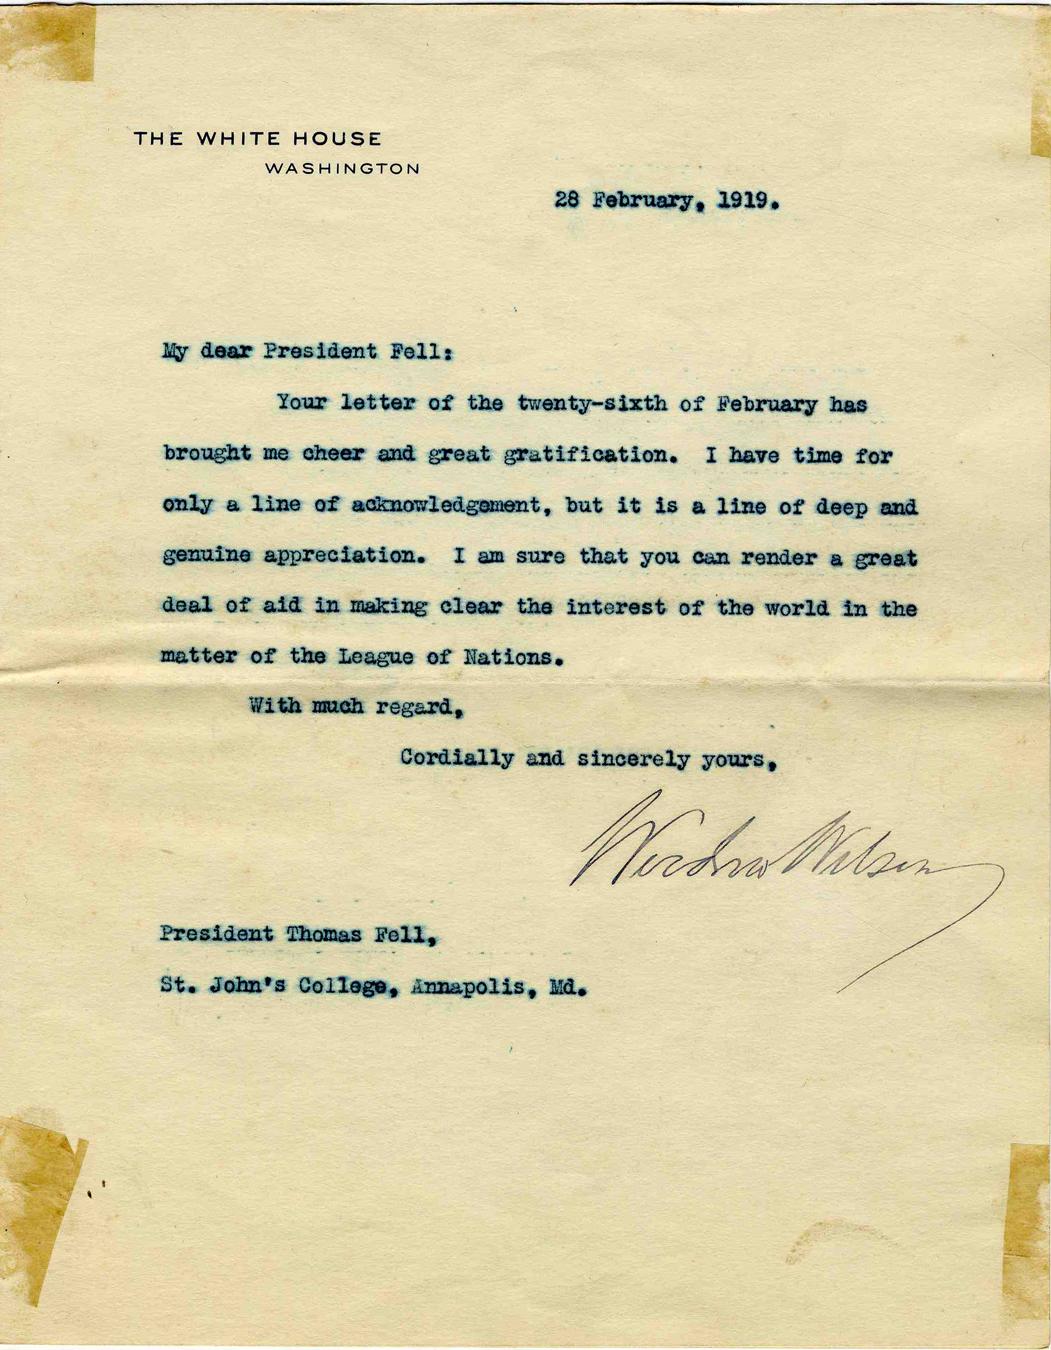 THE WHITE HOUSE
WASHINGTON
28 February, 1919.
My dear President Fell:
Your letter of the twenty-sixth of February has
brought me cheer and great gratification. I have time for
only a line of acknowledgement, but it is a line of deep and
genuine appreciation. I am sure that you can render a great
deal of aid in making clear the interest of the world in the
matter of the League of Nations.
With much regard,
Cordially and sincerely yours,
Woodrow Wilson
President Thomas Fell,
St. John's College, Annapolis, Md.